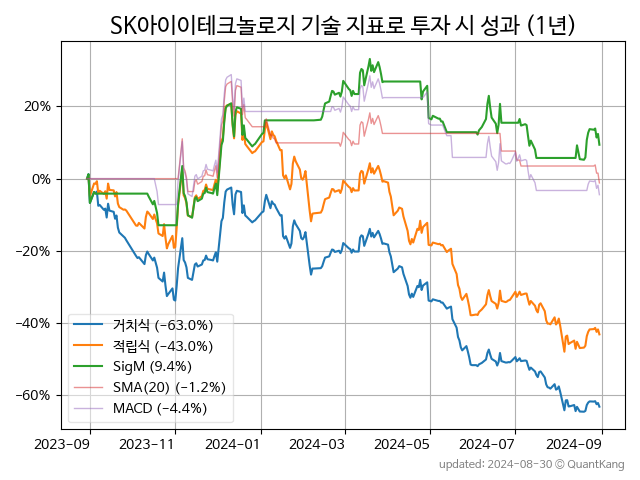 SK아이이테크놀로지 기술 지표로 투자 시 성과 (1년)
20%
0%
−20%
−40%
−60%
거치식 (−63.0%)
적립식 (−43.0%)
SigM (9.4%)
SMA(20) (−1.2%)
MACD (−4.4%)
2023−09 2023−11 2024−01 2024−03 2024−05 2024−07 2024−09
updated: 2024−08−30 © QuantKang